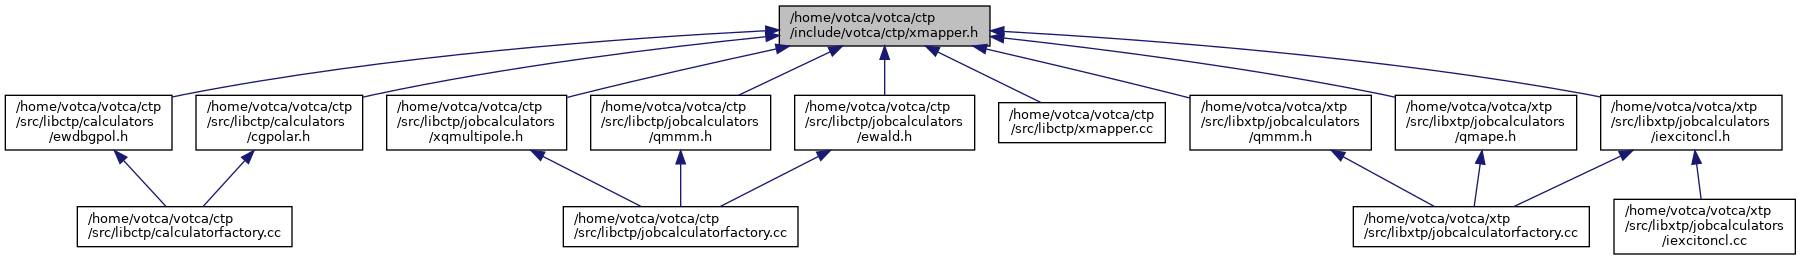 /home/votca/votca/ctp
/include/votca/ctp/xmapper.h
/home/votca/votca/ctp
/src/libctp/calculators
/ewdbgpol.h
/home/votca/votca/ctp
/src/libctp/calculators
/cgpolar.h
/home/votca/votca/ctp
/src/libctp/jobcalculators
/xqmultipole.h
/home/votca/votca/ctp
/src/libctp/jobcalculators
/qmmm.h
/home/votca/votca/ctp
/src/libctp/jobcalculators
/ewald.h
/home/votca/votca/ctp
/src/libctp/xmapper.cc
/home/votca/votca/xtp
/src/libxtp/jobcalculators
/qmmm.h
/home/votca/votca/xtp
/src/libxtp/jobcalculators
/qmape.h
/home/votca/votca/xtp
/src/libxtp/jobcalculators
/iexcitoncl.h
/home/votca/votca/ctp
/src/libctp/calculatorfactory.cc
/home/votca/votca/ctp
/src/libctp/jobcalculatorfactory.cc
/home/votca/votca/xtp
/src/libxtp/jobcalculatorfactory.cc
/home/votca/votca/xtp
/src/libxtp/jobcalculators
/iexcitoncl.cc